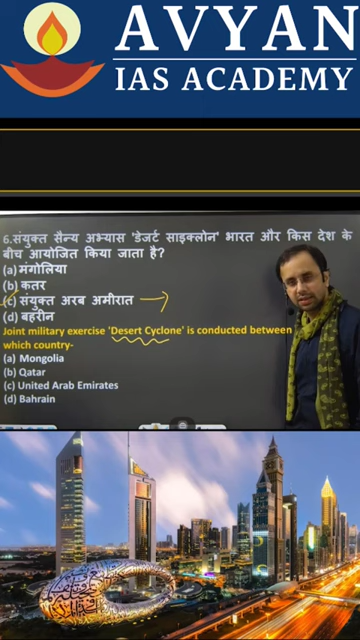 AVYAN
IAS ACADEMY
6.संयुक्त सैन्य अभ्यास 'डेजर्ट साइक्लोन' भारत और किस देश के
बीच आयोजित किया जाता है?
(a) मंगोलिया
(b) कतर
(c) संयुक्त अरब अमीरात
(d) बहरीन
Joint military exercise 'Desert Cyclone' is conducted between
which country-
(a) Mongolia
(b) Qatar
(c) United Arab Emirates
(d) Bahrain